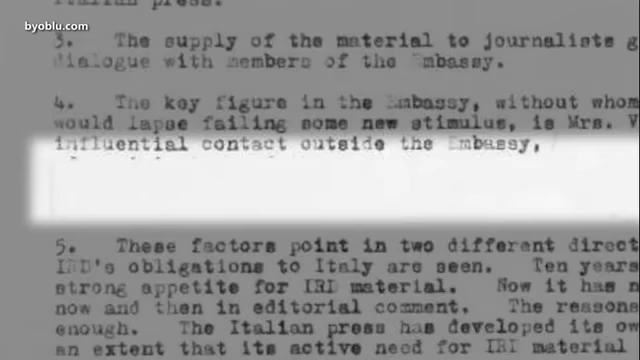 byoblu.com
Italian press.
3. The supply of the material to journalists g
dialogue with members of the Embassy.
4. The key figure in the Embassy, without whom
would lapse failing some new stimulus, is Mrs. V
influential contact outside the Embassy,
5. These factors point in two different direct
IRD's obligations to Italy are seen. Ten years
strong appetite for IRD material. Now it has n
now and then in editorial comment. The reasons
enough. The Italian press has developed its ow
an extent that its active need for IRD material